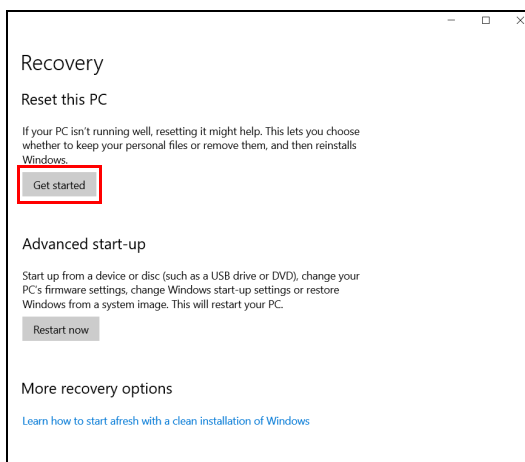 Recovery
Reset this PC
If your PC isn't running well, resetting it might help. This lets you choose
whether to keep your personal files or remove them, and then reinstalls
Windows.
Get started
Advanced start-up
Start up from a device or disc (such as a USB drive or DVD), change your
PC's firmware settings, change Windows start-up settings or restore
Windows from a system image. This will restart your PC.
Restart now
More recovery options
Learn how to start afresh with a clean installation of Windows